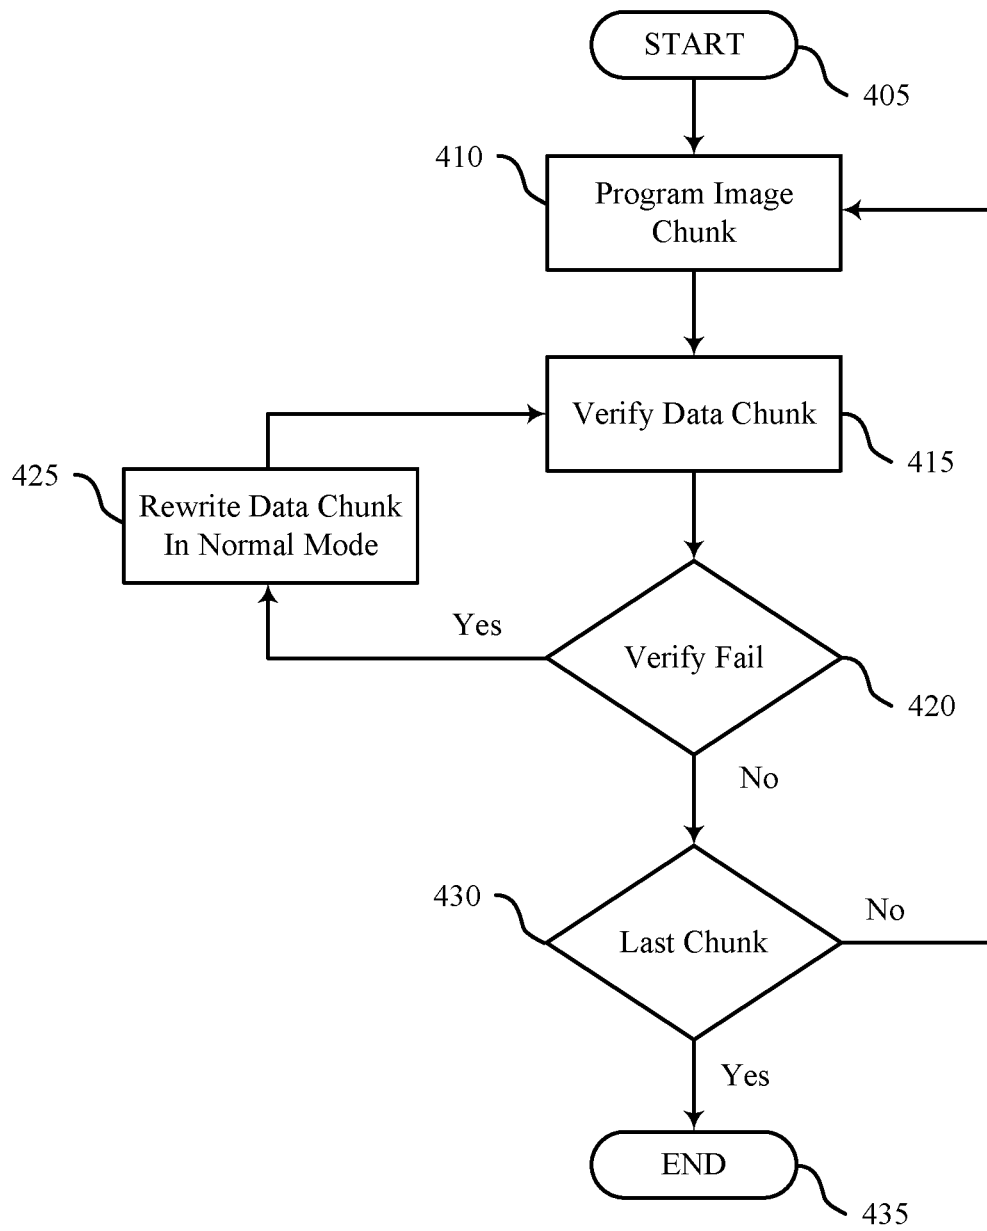 START
405
410
Program Image
Chunk
Verify Data Chunk
415
425
Rewrite Data Chunk
In Normal Mode
Yes
Verify Fail
420
No
430
Last Chunk
No
Yes
END
435